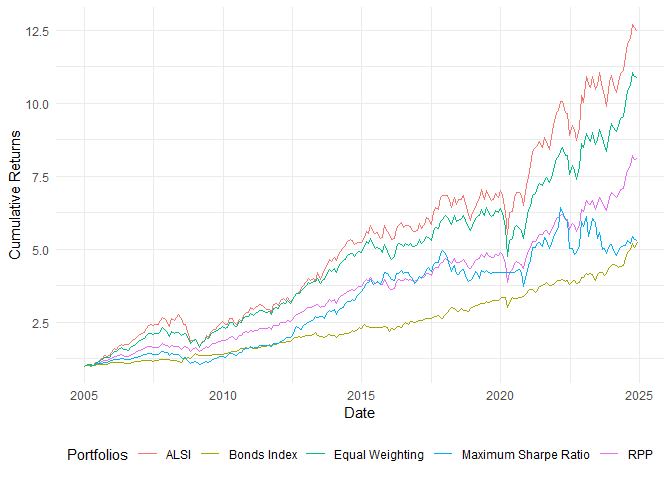 12.5
10.0
7.5
5.0
2.5
Cumulative Returns
2005 2010 2015 2020 2025
Date
Portfolios ALSI Bonds Index Equal Weighting Maximum Sharpe Ratio RPP